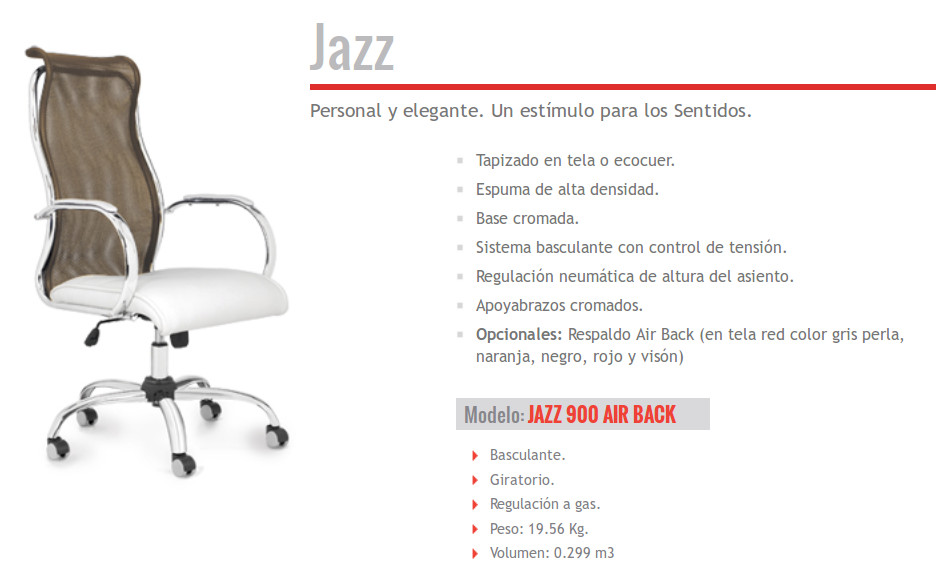 Jazz
Personal y elegante. Un estímulo para los Sentidos.
Tapizado en tela o ecocuer.
Espuma de alta densidad.
Base cromada.
Sistema basculante con control de tensión.
Regulación neumática de altura del asiento.
Apoyabrazos cromados.
Opcionales: Respaldo Air Back (en tela red color gris perla,
naranja, negro, rojo y visón)
Modelo: JAZZ 900 AIR BACK
Basculante.
Giratorio.
Regulación a gas.
Peso: 19.56 Kg.
Volumen: 0.299 m3